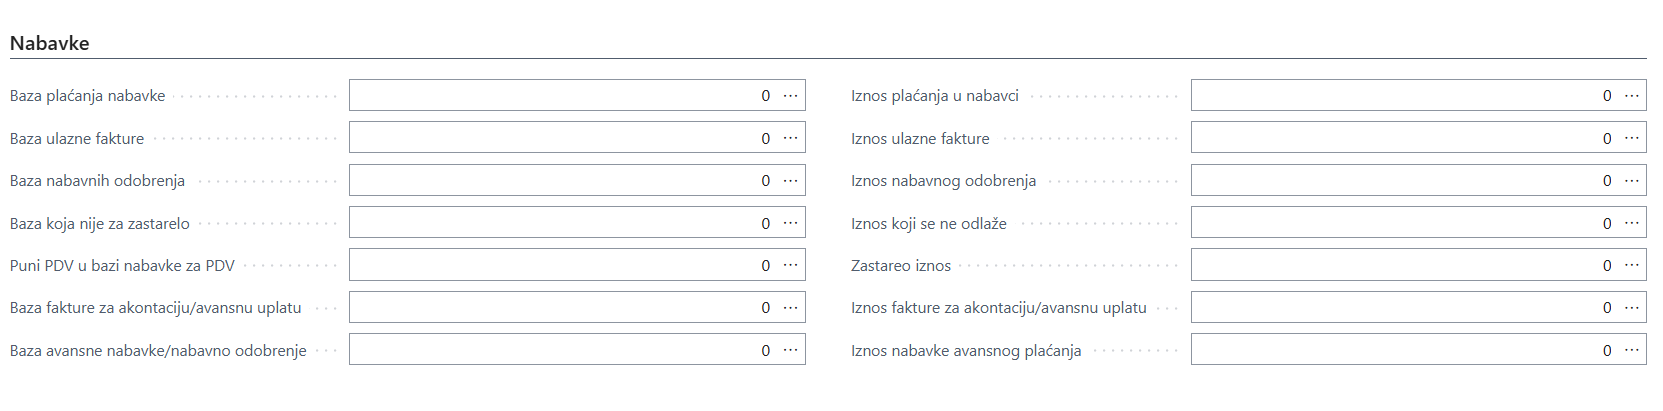 Nabavke
Baza plaćanja nabavke 0 ···
Iznos plaćanja u nabavci 0 ···
Baza ulazne fakture 0 ···
Iznos ulazne fakture 0 ···
Baza nabavnih odobrenja 0 ···
Iznos nabavnog odobrenja 0 ···
Baza koja nije za zastarelo 0 ···
Iznos koji se ne odlaže 0 ···
Puni PDV u bazi nabavke za PDV 0 ···
Zastareo iznos 0 ···
Baza fakture za akontaciju/avansnu uplatu 0 ···
Iznos fakture za akontaciju/avansnu uplatu 0 ···
Baza avansne nabavke/nabavno odobrenje 0 ···
Iznos nabavke avansnog plaćanja 0 ···